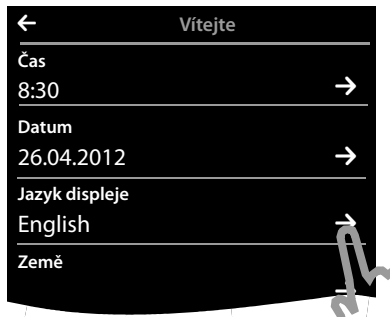 Vítejte
Čas
8:30
Datum
26.04.2012
Jazyk displeje
English
Země